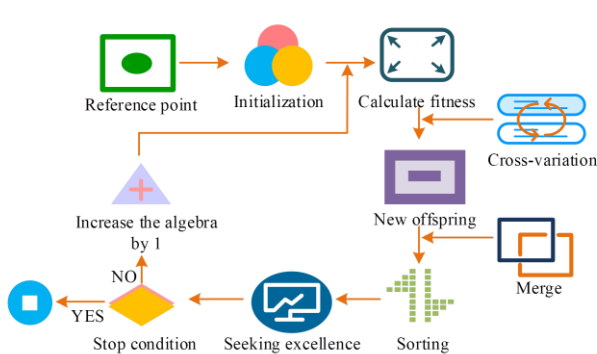 Reference point
Initialization
Calculate fitness
Cross-variation
Increase the algebra
by 1
New offspring
Merge
NO
YES
Stop condition
Seeking excellence
Sorting